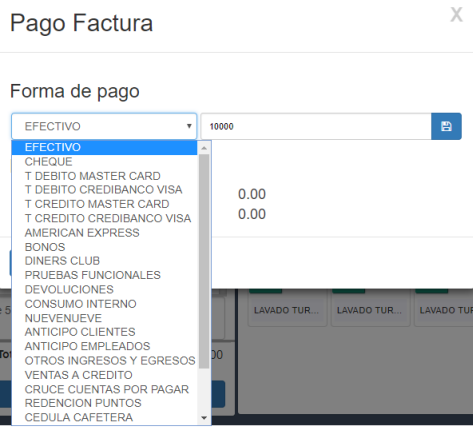 Pago Factura
X
Forma de pago
EFECTIVO
10000
EFECTIVO
CHEQUE
T DEBITO MASTER CARD
T DEBITO CREDIBANCO VISA
T CREDITO MASTER CARD
T CREDITO CREDIBANCO VISA
AMERICAN EXPRESS
BONOS
DINERS CLUB
PRUEBAS FUNCIONALES
DEVOLUCIONES
CONSUMO INTERNO
NUEVENUEVE
ANTICIPO CLIENTES
ANTICIPO EMPLEADOS
OTROS INGRESOS Y EGRESOS
VENTAS A CREDITO
CRUCE CUENTAS POR PAGAR
REDENCION PUNTOS
CEDULA CAFETERA
0.00
0.00
LAVADO TUR...
LAVADO TUR...
LAVADO TUR